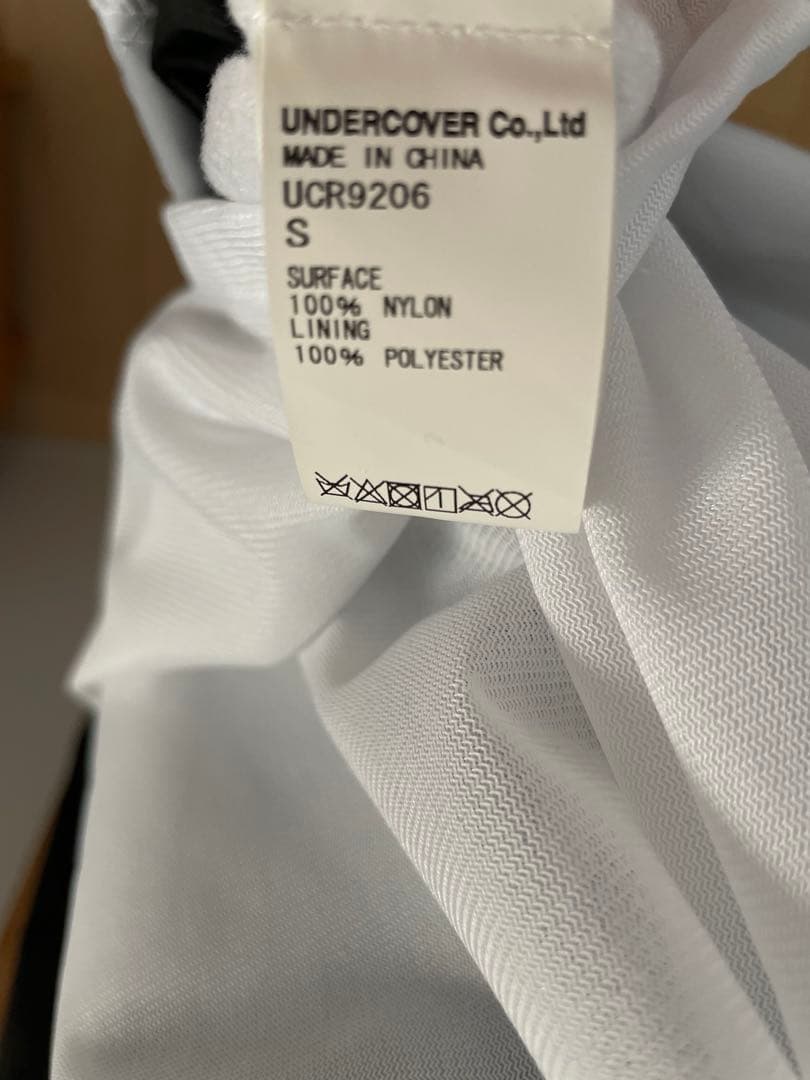 UNDERCOVER Co.,Ltd
MADE IN CHINA
UCR9206
S
SURFACE
100% NYLON
LINING
100% POLYESTER